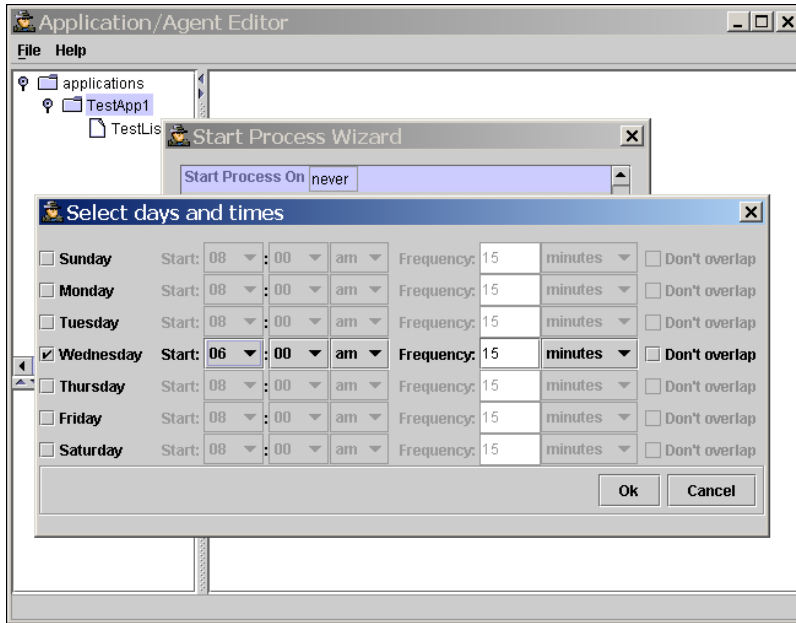 Application/Agent Editor
File Help
applications
TestApp1
TestLis
Start Process Wizard
Start Process On never
Select days and times
Sunday Start: 08 : 00 am Frequency: 15 minutes Don't overlap
Monday Start: 08 : 00 am Frequency: 15 minutes Don't overlap
Tuesday Start: 08 : 00 am Frequency: 15 minutes Don't overlap
Wednesday Start: 06 : 00 am Frequency: 15 minutes Don't overlap
Thursday Start: 08 : 00 am Frequency: 15 minutes Don't overlap
Friday Start: 08 : 00 am Frequency: 15 minutes Don't overlap
Saturday Start: 08 : 00 am Frequency: 15 minutes Don't overlap
Ok Cancel